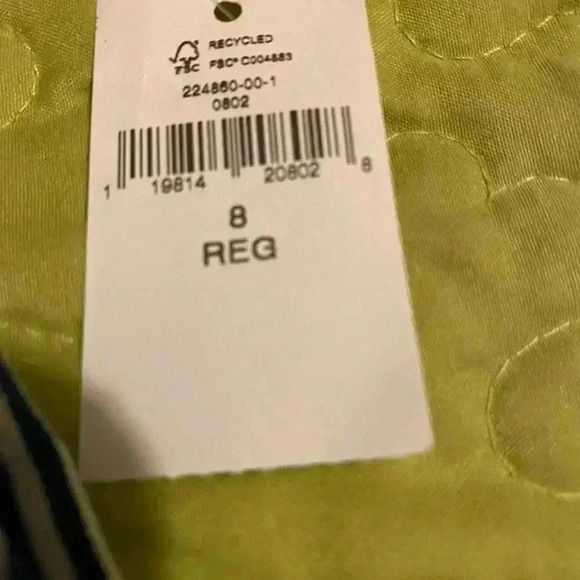 RECYCLED
FSC FSC® C004883
224860-00-1
0802
1 19814 20802 8
8
REG